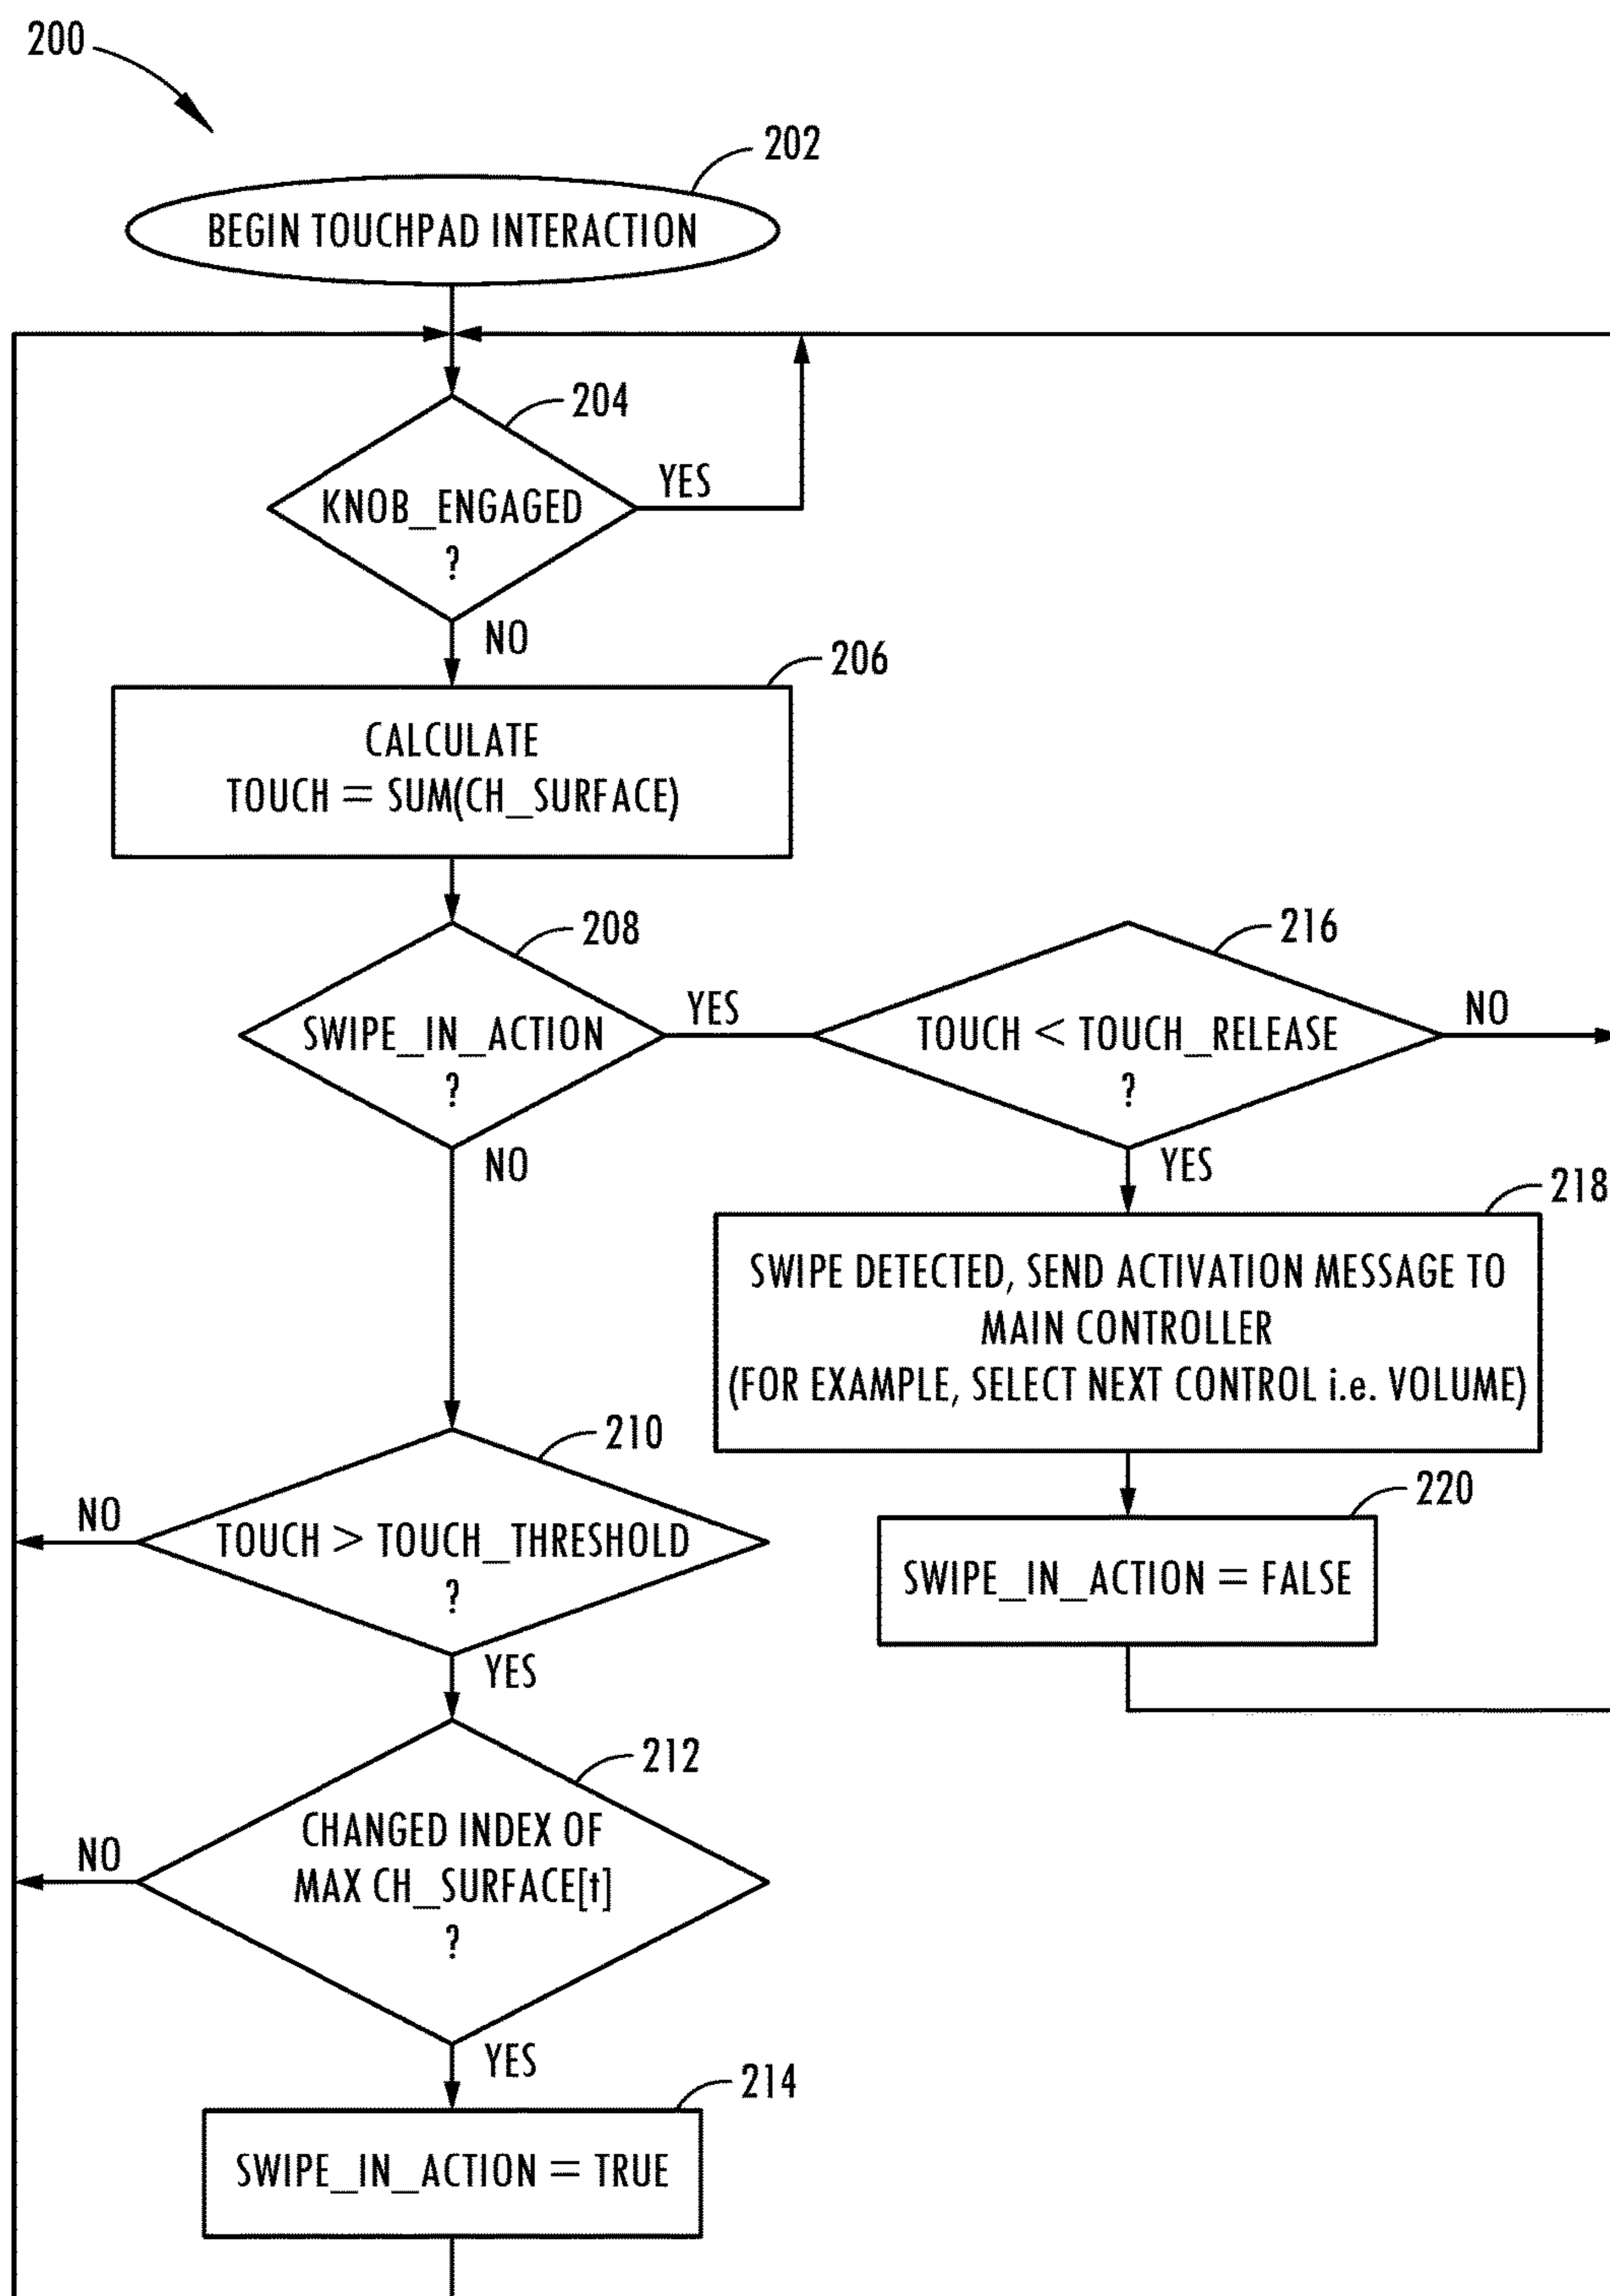 200
202
BEGIN TOUCHPAD INTERACTION
204
KNOB_ENGAGED
?
YES
NO
206
CALCULATE
TOUCH = SUM(CH_SURFACE)
208
SWIPE_IN_ACTION
?
YES
NO
216
TOUCH < TOUCH_RELEASE
?
NO
YES
218
SWIPE DETECTED, SEND ACTIVATION MESSAGE TO
MAIN CONTROLLER
(FOR EXAMPLE, SELECT NEXT CONTROL i.e. VOLUME)
220
SWIPE_IN_ACTION = FALSE
210
TOUCH > TOUCH_THRESHOLD
?
NO
YES
212
CHANGED INDEX OF
MAX CH_SURFACE[t]
?
NO
YES
214
SWIPE_IN_ACTION = TRUE